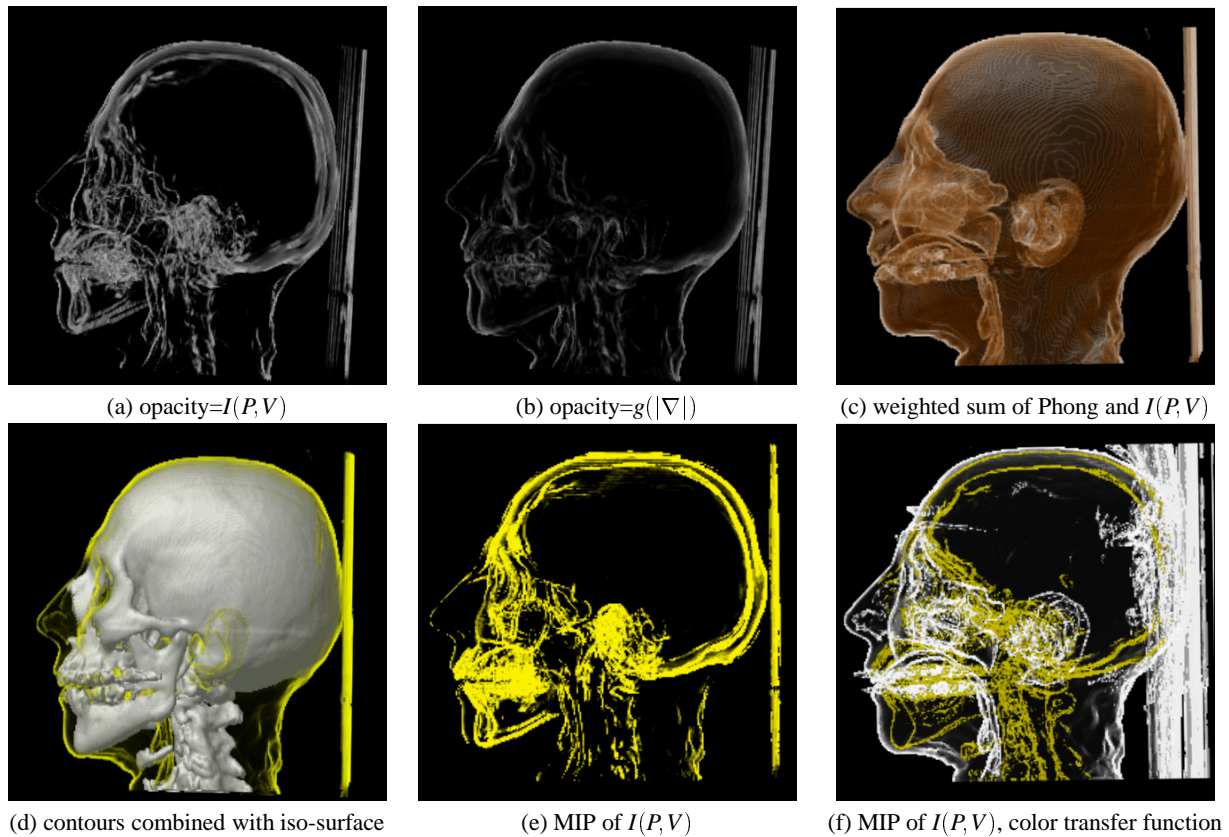 (a) opacity=I(P,V)
(b) opacity=g(|∇|)
(c) weighted sum of Phong and I(P,V)
(d) contours combined with iso-surface
(e) MIP of I(P,V)
(f) MIP of I(P,V), color transfer function